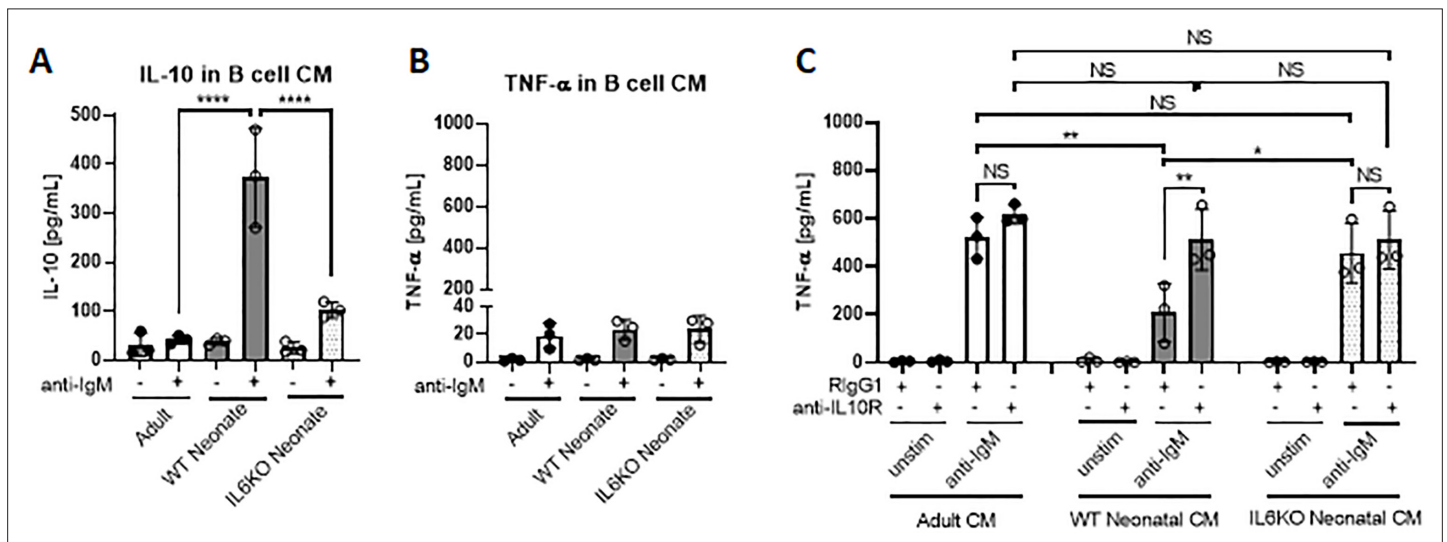 A
IL-10 in B cell CM
**** ****
IL-10 [pg/mL]
500
400
300
200
100
0
anti-IgM - + - + - +
Adult
WT Neonate
IL6KO Neonate
B
TNF-α in B cell CM
TNF-α [pg/mL]
1000
800
600
400
200
40
20
0
anti-IgM - + - + - +
Adult
WT Neonate
IL6KO Neonate
C
NS
NS NS
NS
** *
NS ** NS
TNF-α [pg/mL]
1000
800
600
400
200
0
RIgG1 + - + - + - + - + - + -
anti-IL10R - + - + - + - + - + - +
unstim anti-IgM unstim anti-IgM unstim anti-IgM
Adult CM WT Neonatal CM IL6KO Neonatal CM